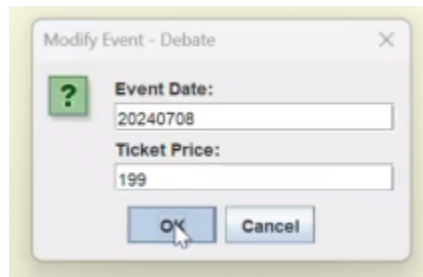 Modify Event - Debate
Event Date:
20240708
Ticket Price:
199
OK
Cancel